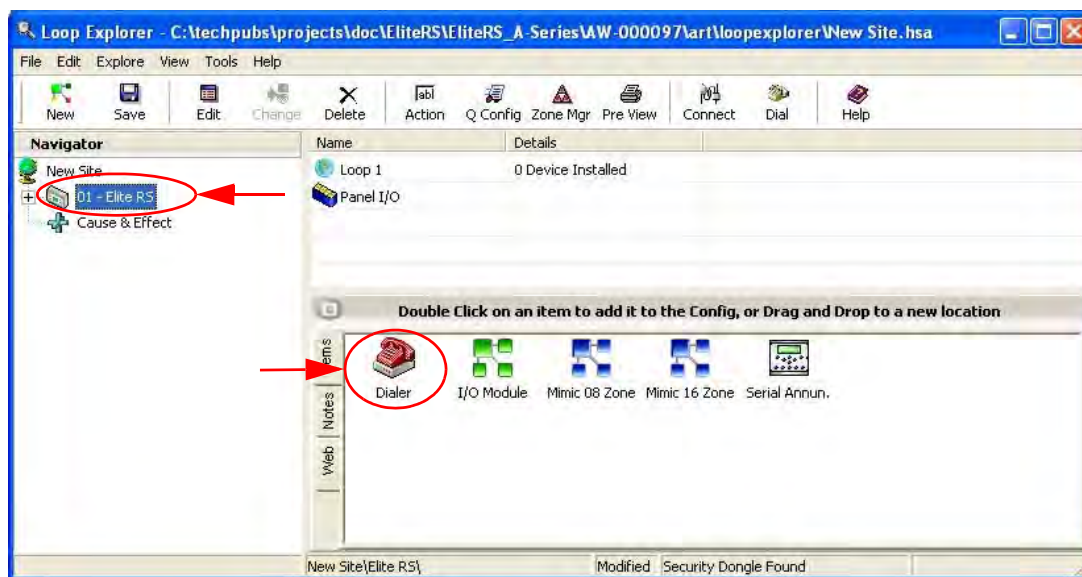 Loop Explorer - C:\techpubs\projects\doc\EliteRS\EliteRS_A-Series\AW-000097\art\loopexplorer\New Site.hsa
File Edit Explore View Tools Help
New Save Edit Change Delete Action Q Config Zone Mgr Pre View Connect Dial Help
Navigator
Name Details
New Site
01 - Elite RS
Cause & Effect
Loop 1 0 Device Installed
Panel I/O
Double Click on an item to add it to the Config, or Drag and Drop to a new location
Notes
Web
Dialer I/O Module Mimic 08 Zone Mimic 16 Zone Serial Annun.
New Site\Elite RS\ Modified Security Dongle Found